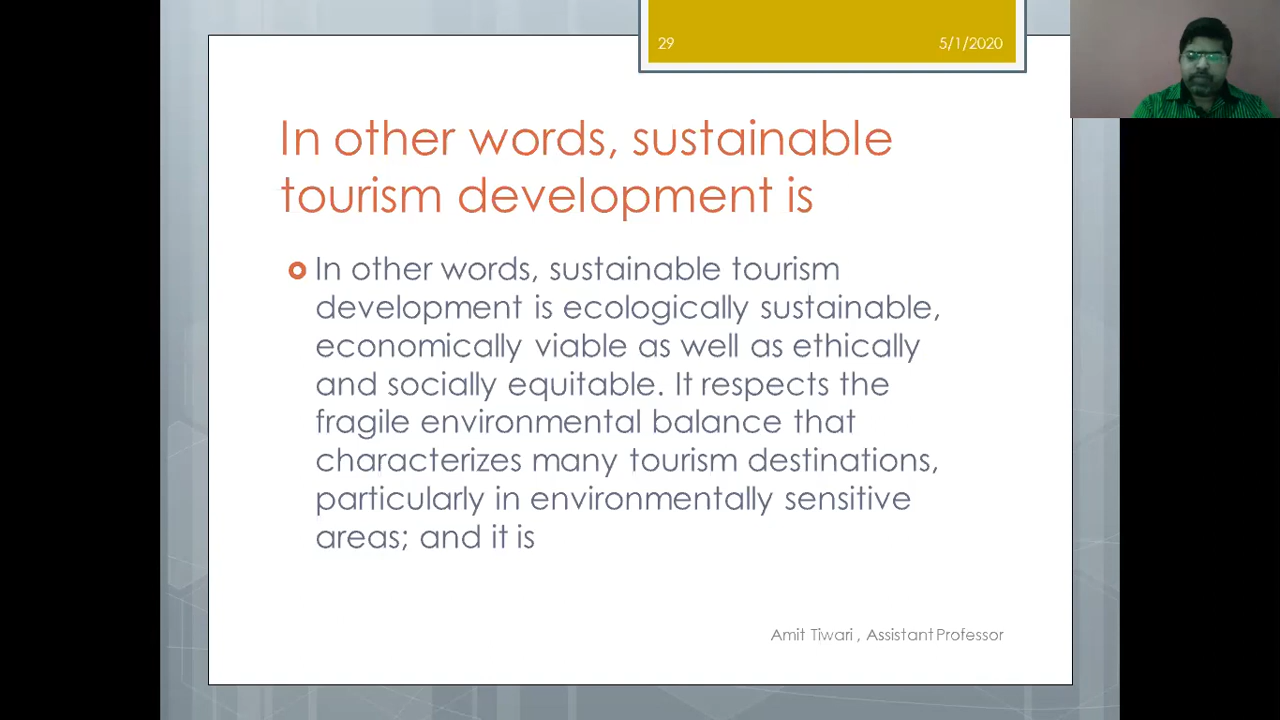 29
5/1/2020
In other words, sustainable
tourism development is
In other words, sustainable tourism
development is ecologically sustainable,
economically viable as well as ethically
and socially equitable. It respects the
fragile environmental balance that
characterizes many tourism destinations,
particularly in environmentally sensitive
areas; and it is
Amit Tiwari , Assistant Professor